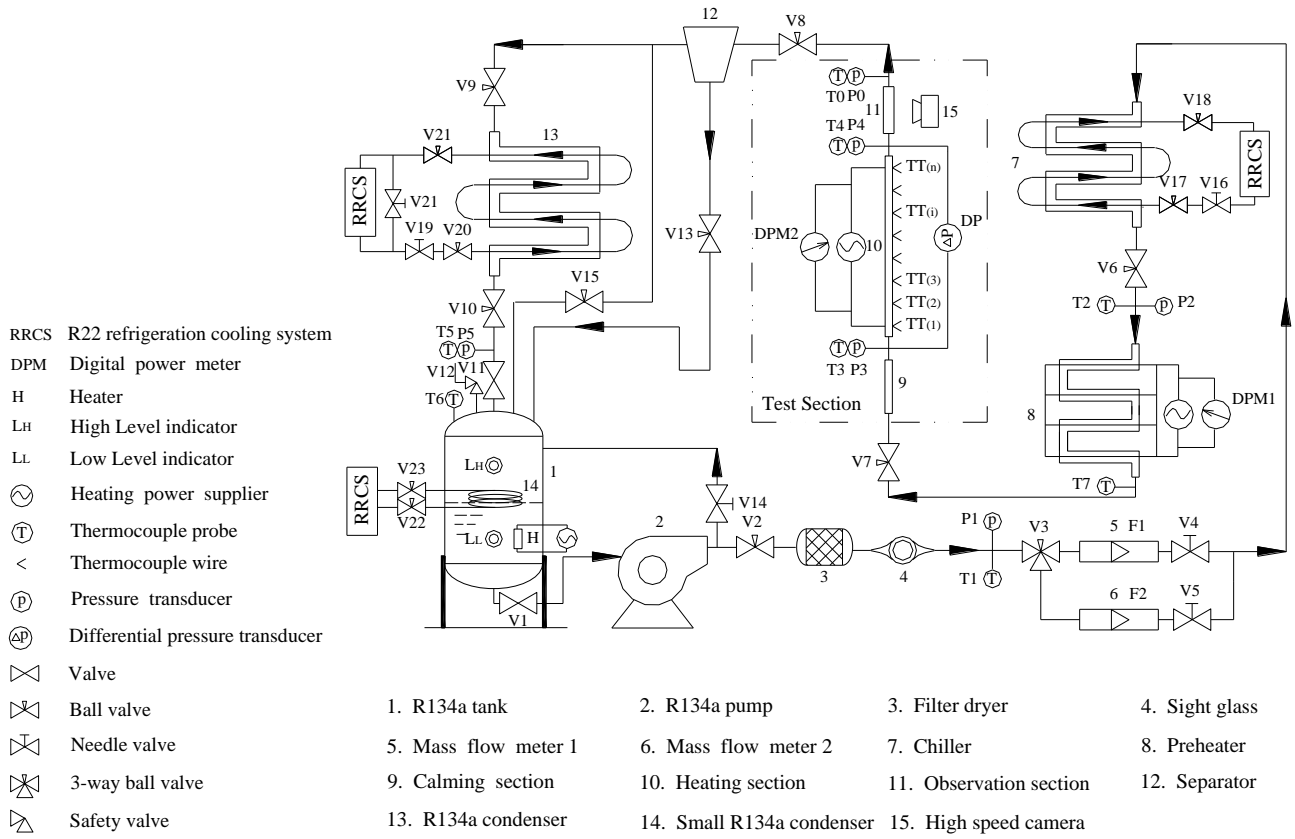 12
V8
V9
T P
T0 P0
11
15
T4 P4
T P
V18
7
RRCS
V17 V16
V21
13
RRCS
V21
V19 V20
TT(n)
TT(i)
DPM2
10
DP
ΔP
TT(3)
TT(2)
TT(1)
V13
V15
V6
T2 T P P2
V10
T5 P5
T P
V12 V11
T6 T
T P
T3 P3
9
Test Section
8
DPM1
V7
T7 T
RRCS R22 refrigeration cooling system
DPM Digital power meter
H Heater
LH High Level indicator
LL Low Level indicator
Heating power supplier
T Thermocouple probe
< Thermocouple wire
P Pressure transducer
ΔP Differential pressure transducer
Valve
Ball valve
Needle valve
3-way ball valve
Safety valve
LH
1
V23
14
RRCS
V22
LL
H
V1
2
V14
V2
3
4
P1 P
T1 T
V3
5 F1
V4
6 F2
V5
1. R134a tank
2. R134a pump
3. Filter dryer
4. Sight glass
5. Mass flow meter 1
6. Mass flow meter 2
7. Chiller
8. Preheater
9. Calming section
10. Heating section
11. Observation section
12. Separator
13. R134a condenser
14. Small R134a condenser
15. High speed camera